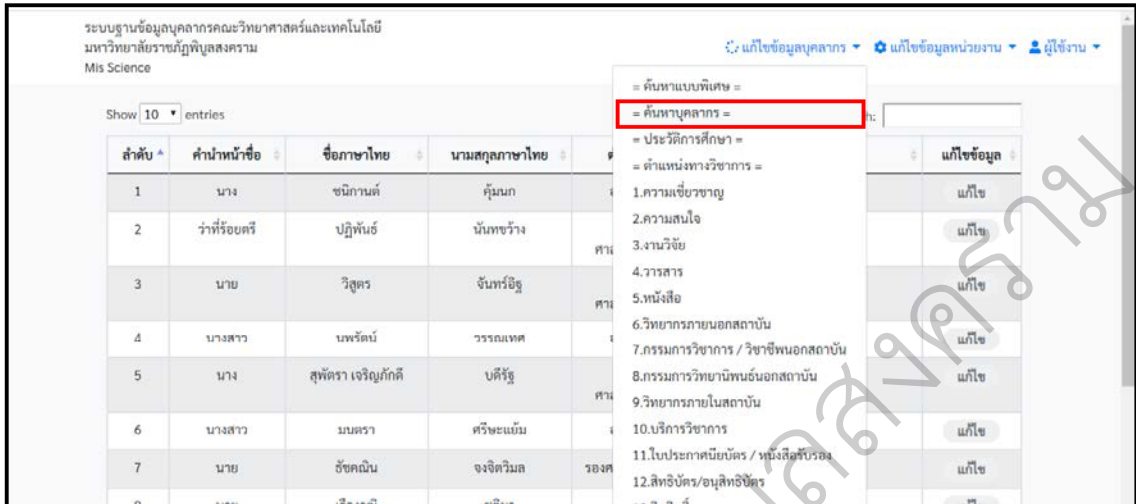 ระบบฐานข้อมูลบุคลากรคณะวิทยาศาสตร์และเทคโนโลยี
มหาวิทยาลัยราชภัฏพิบูลสงคราม
Mis Science
แก้ไขข้อมูลบุคลากร แก้ไขข้อมูลหน่วยงาน ผู้ใช้งาน
= ค้นหาแบบพิเศษ =
= ค้นหาบุคลากร =
= ประวัติการศึกษา =
= ตำแหน่งทางวิชาการ =
1.ความเชี่ยวชาญ
2.ความสนใจ
3.งานวิจัย
4.วารสาร
5.หนังสือ
6.วิทยากรภายนอกสถาบัน
7.กรรมการวิชาการ / วิชาชีพนอกสถาบัน
8.กรรมการวิทยานิพนธ์นอกสถาบัน
9.วิทยากรภายในสถาบัน
10.บริการวิชาการ
11.ใบประกาศนียบัตร / หนังสือรับรอง
12.สิทธิบัตร/อนุสิทธิบัตร
Show 10 entries
ลำดับ คำนำหน้าชื่อ ชื่อภาษาไทย นามสกุลภาษาไทย แก้ไขข้อมูล
1 นาง ชนิกานต์ คุ้มนก แก้ไข
2 ว่าที่ร้อยตรี ปฏิพันธ์ นันทขว้าง แก้ไข
3 นาย วิสูตร จันทร์อิฐ แก้ไข
4 นางสาว นพรัตน์ วรรณเทศ แก้ไข
5 นาง สุพัตรา เจริญภักดี บดีรัฐ แก้ไข
6 นางสาว มนตรา ศรีษะแย้ม แก้ไข
7 นาย ธัชคณิน จงจิตวิมล แก้ไข